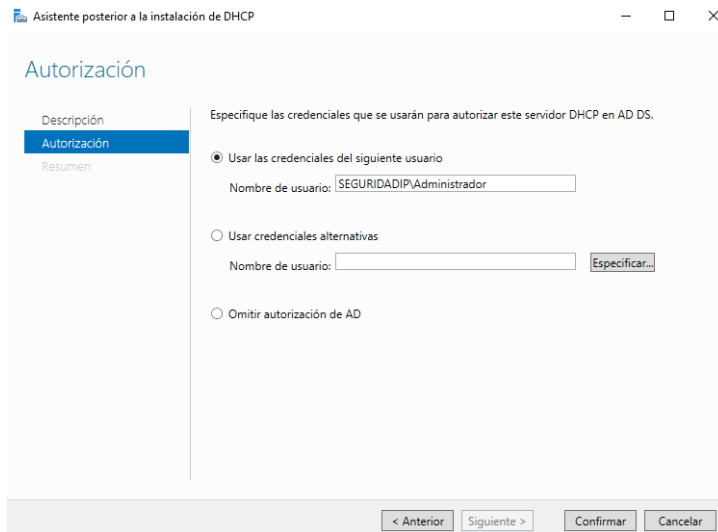 Asistente posterior a la instalación de DHCP
Autorización
Descripción
Autorización
Resumen
Especifique las credenciales que se usarán para autorizar este servidor DHCP en AD DS.
Usar las credenciales del siguiente usuario
Nombre de usuario: SEGURIDADIP\Administrador
Usar credenciales alternativas
Nombre de usuario: Especificar...
Omitir autorización de AD
< Anterior Siguiente > Confirmar Cancelar